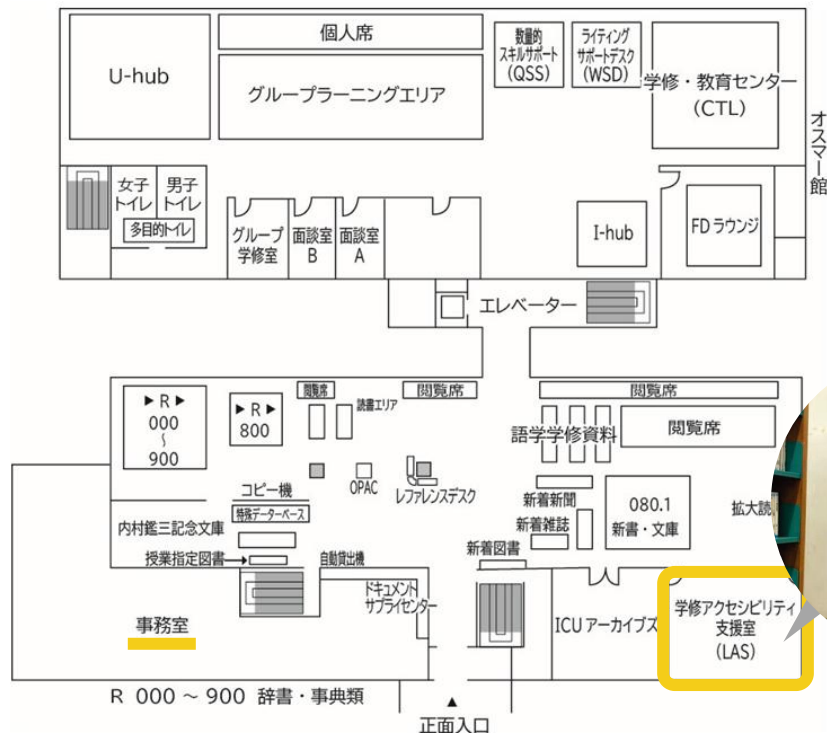 U-hub
個人席
グループラーニングエリア
数量的
スキルサポート
(QSS)
ライティング
サポートデスク
(WSD)
学修・教育センター
(CTL)
オスマー館
女子
トイレ
男子
トイレ
多目的トイレ
グループ
学修室
面談室
B
面談室
A
I-hub
FDラウンジ
エレベーター
▶ R ▶
000
~
900
▶ R ▶
800
閲覧席
読書エリア
閲覧席
閲覧席
語学学修資料
閲覧席
OPAC
レファレンスデスク
コピー機
特殊データーベース
内村鑑三記念文庫
授業指定図書→
自動貸出機
新着新聞
新着雑誌
新着図書
080.1
新書・文庫
拡大読
ドキュメント
サプライセンター
事務室
ICUアーカイブズ
学修アクセシビリティ
支援室
(LAS)
R 000 ~ 900 辞書・事典類
▲
正面入口